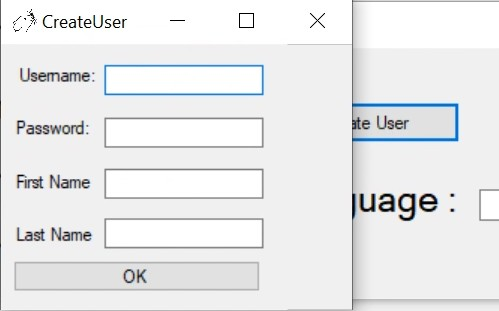 CreateUser
Username:
Password:
First Name
Last Name
OK
ate User
guage :